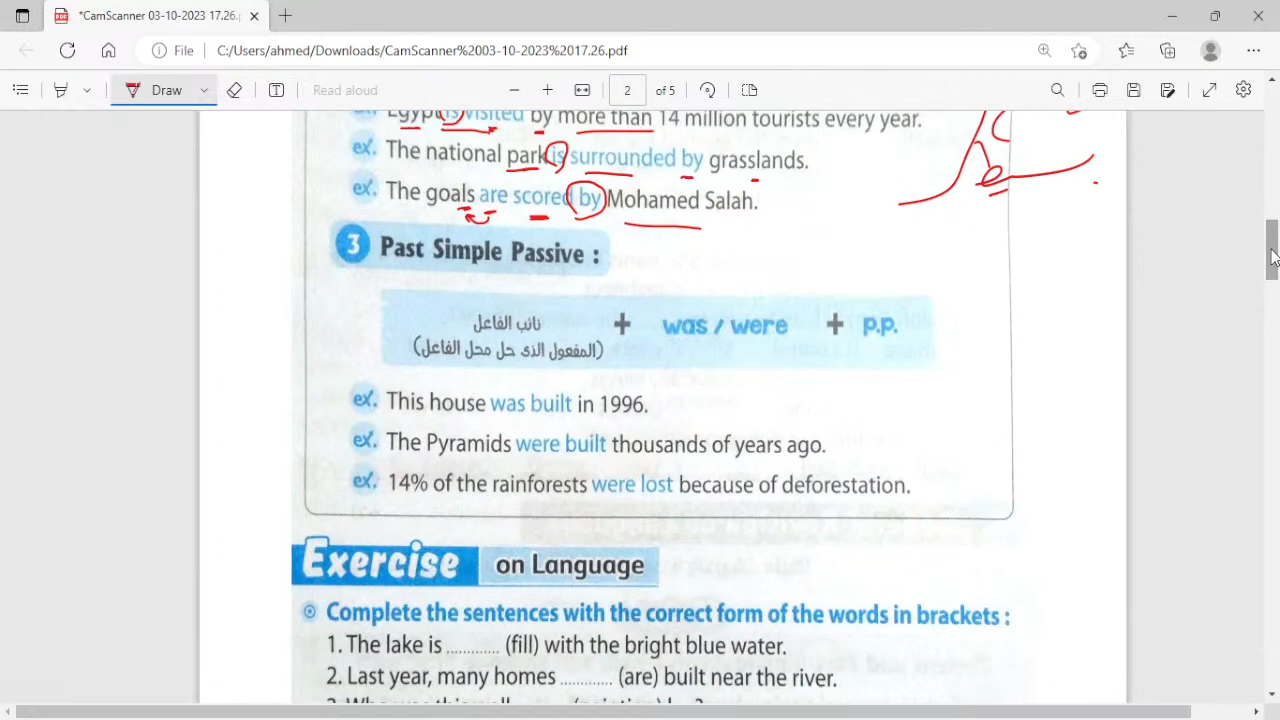 *CamScanner 03-10-2023 17.26.
File C:/Users/ahmed/Downloads/CamScanner%2003-10-2023%2017.26.pdf
Draw Read aloud 2 of 5
ex. Egypt is visited by more than 14 million tourists every year.
ex. The national park is surrounded by grasslands.
ex. The goals are scored by Mohamed Salah.
3 Past Simple Passive :
نائب الفاعل + was / were + p.p.
(المفعول الذى حل محل الفاعل)
ex. This house was built in 1996.
ex. The Pyramids were built thousands of years ago.
ex. 14% of the rainforests were lost because of deforestation.
Exercise on Language
Complete the sentences with the correct form of the words in brackets :
1. The lake is ............ (fill) with the bright blue water.
2. Last year, many homes ............ (are) built near the river.